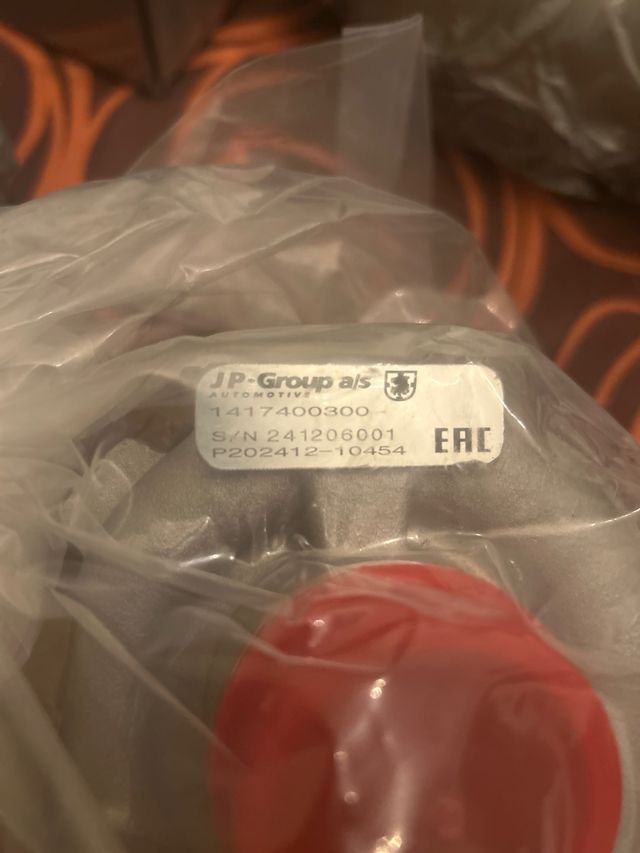 JP-Group a/s
AUTOMOTIVE
1417400300
S/N 241206001
P202412-10454
EAC